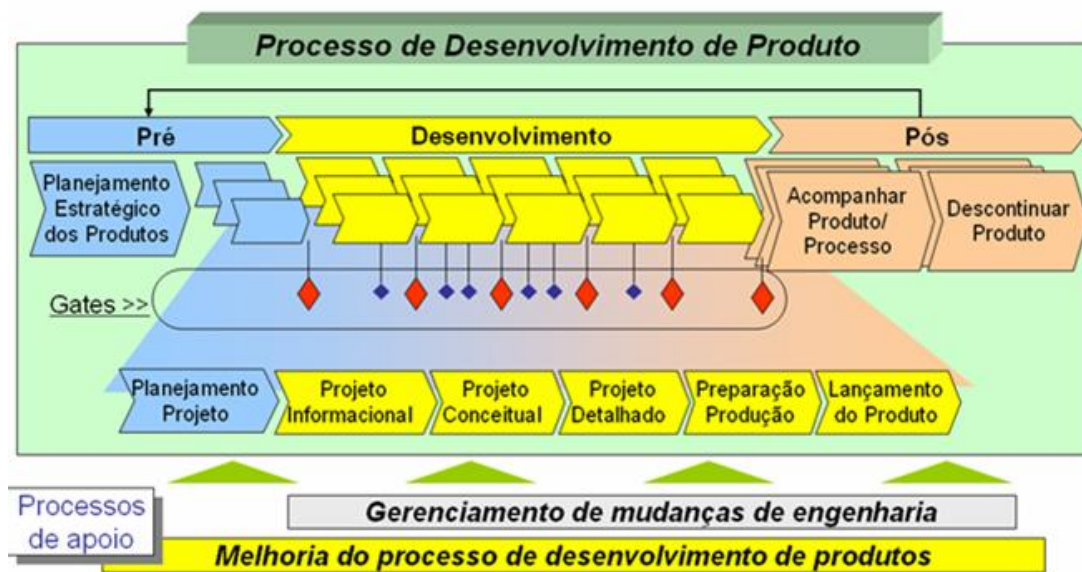 Processo de Desenvolvimento de Produto
Pré
Desenvolvimento
Pós
Planejamento
Estratégico
dos Produtos
Acompanhar
Produto/
Processo
Descontinuar
Produto
Gates >>
Planejamento
Projeto
Projeto
Informacional
Projeto
Conceitual
Projeto
Detalhado
Preparação
Produção
Lançamento
do Produto
Processos
de apoio
Gerenciamento de mudanças de engenharia
Melhoria do processo de desenvolvimento de produtos